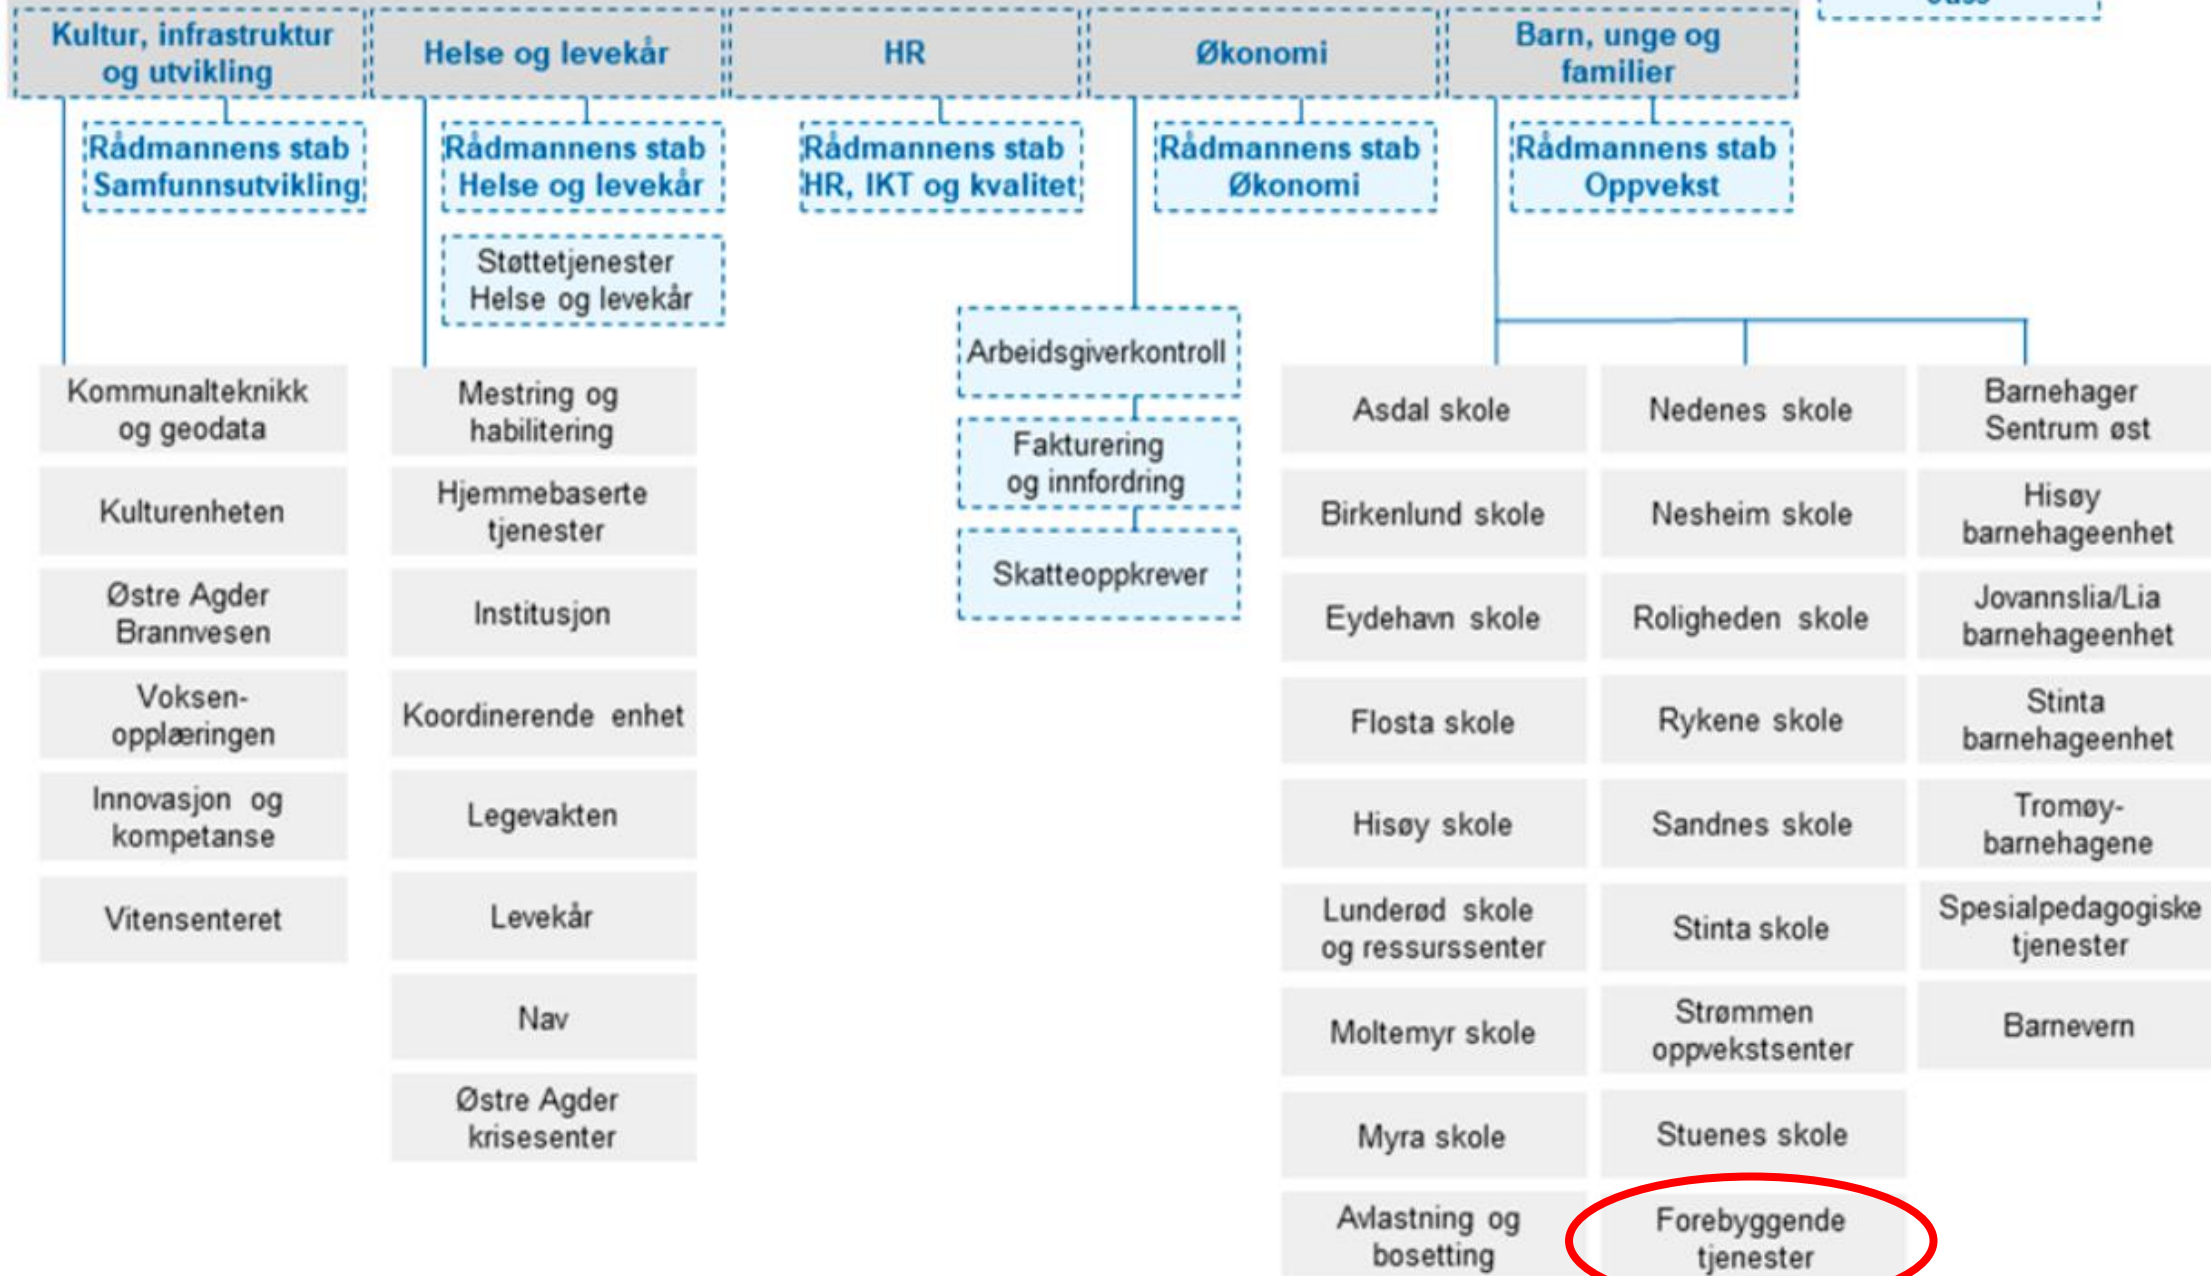 Kultur, infrastruktur
og utvikling
Helse og levekår
HR
Økonomi
Barn, unge og
familier
Rådmannens stab
Samfunnsutvikling
Rådmannens stab
Helse og levekår
Rådmannens stab
HR, IKT og kvalitet
Rådmannens stab
Økonomi
Rådmannens stab
Oppvekst
Støttetjenester
Helse og levekår
Kommunalteknikk
og geodata
Kulturenheten
Østre Agder
Brannvesen
Voksen-
opplæringen
Innovasjon og
kompetanse
Vitensenteret
Mestring og
habilitering
Hjemmebaserte
tjenester
Institusjon
Koordinerende enhet
Legevakten
Levekår
Nav
Østre Agder
krisesenter
Arbeidsgiverkontroll
Fakturering
og innfordring
Skatteoppkrever
Asdal skole
Birkenlund skole
Eydehavn skole
Flosta skole
Hisøy skole
Lunderød skole
og ressurssenter
Moltemyr skole
Myra skole
Avlastning og
bosetting
Nedenes skole
Nesheim skole
Roligheden skole
Rykene skole
Sandnes skole
Stinta skole
Strømmen
oppvekstsenter
Stuenes skole
Forebyggende
tjenester
Barnehager
Sentrum øst
Hisøy
barnehageenhet
Jovannslia/Lia
barnehageenhet
Stinta
barnehageenhet
Tromøy-
barnehagene
Spesialpedagogiske
tjenester
Barnevern